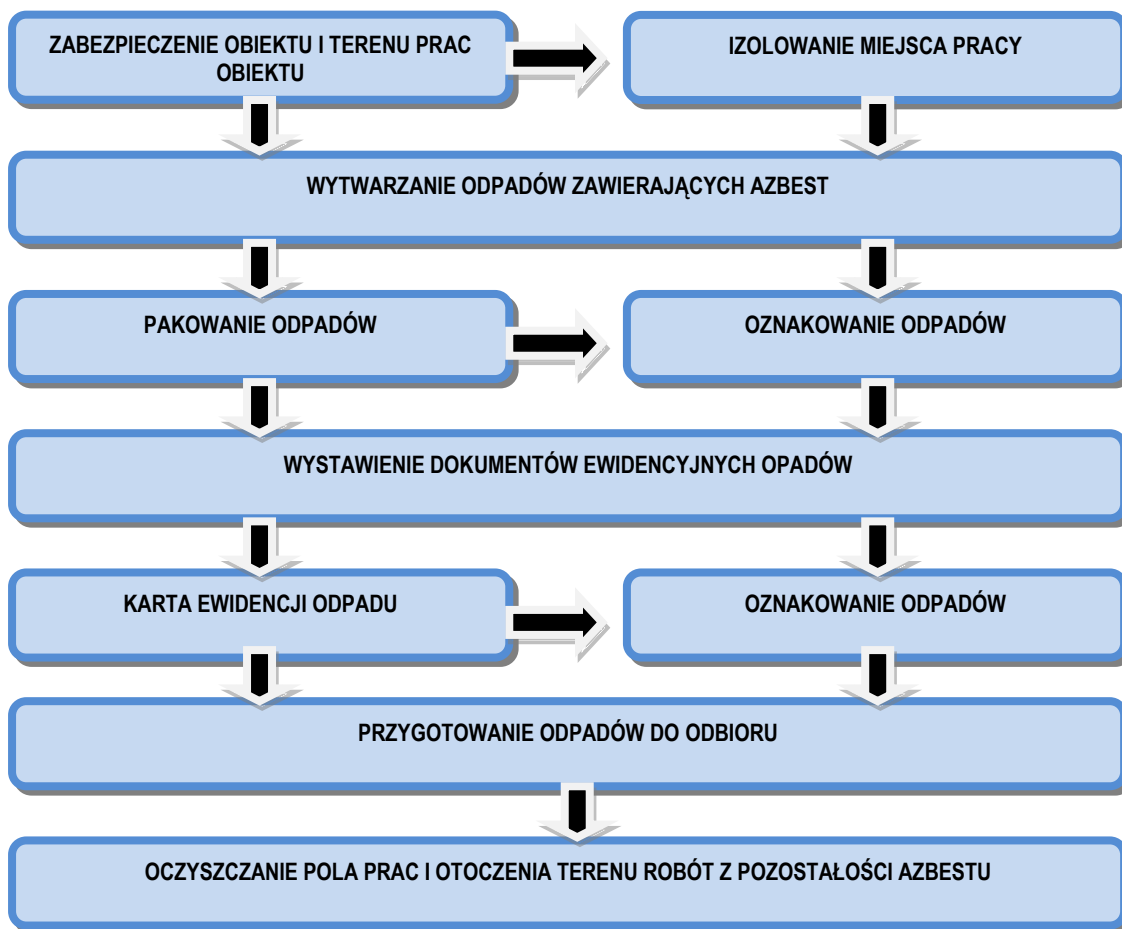 ZABEZPIECZENIE OBIEKTU I TERENU PRAC
OBIEKTU
IZOLOWANIE MIEJSCA PRACY
WYTWARZANIE ODPADÓW ZAWIERAJĄCYCH AZBEST
PAKOWANIE ODPADÓW
OZNAKOWANIE ODPADÓW
WYSTAWIENIE DOKUMENTÓW EWIDENCYJNYCH OPADÓW
KARTA EWIDENCJI ODPADU
OZNAKOWANIE ODPADÓW
PRZYGOTOWANIE ODPADÓW DO ODBIORU
OCZYSZCZANIE POLA PRAC I OTOCZENIA TERENU ROBÓT Z POZOSTAŁOŚCI AZBESTU